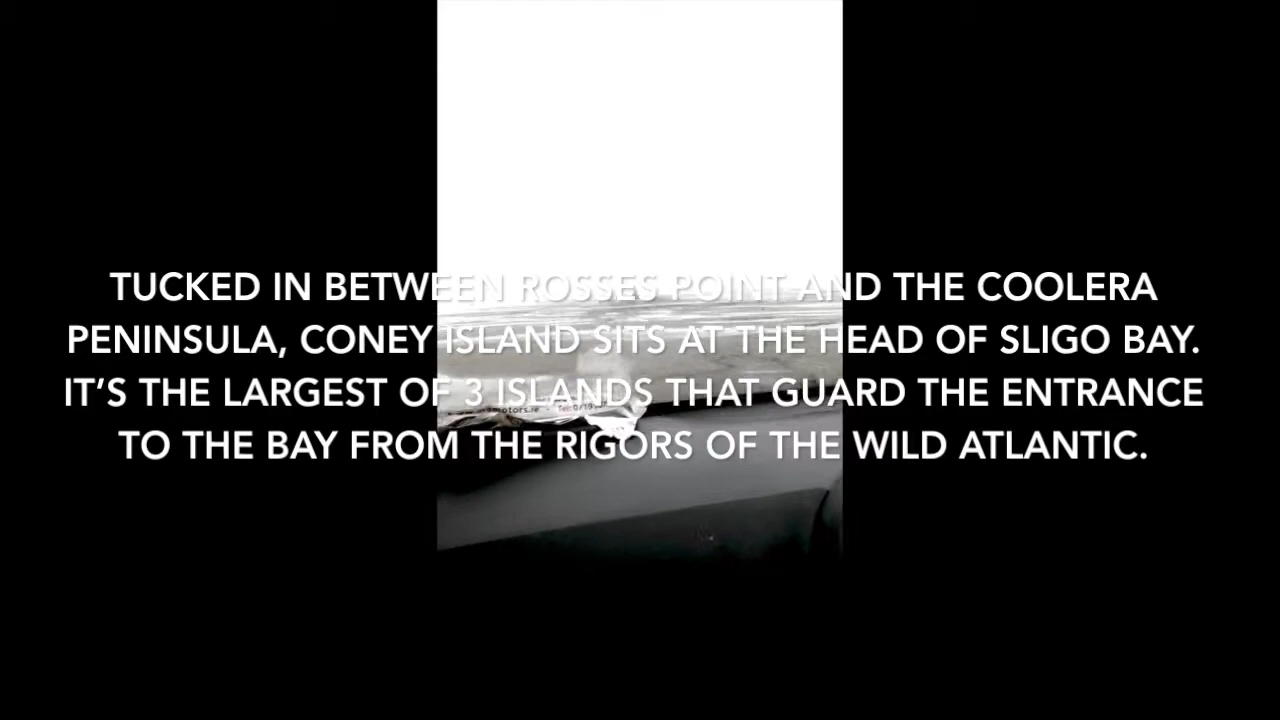 TUCKED IN BETWEEN ROSSES POINT AND THE COOLERA
PENINSULA, CONEY ISLAND SITS AT THE HEAD OF SLIGO BAY.
IT’S THE LARGEST OF 3 ISLANDS THAT GUARD THE ENTRANCE
TO THE BAY FROM THE RIGORS OF THE WILD ATLANTIC.